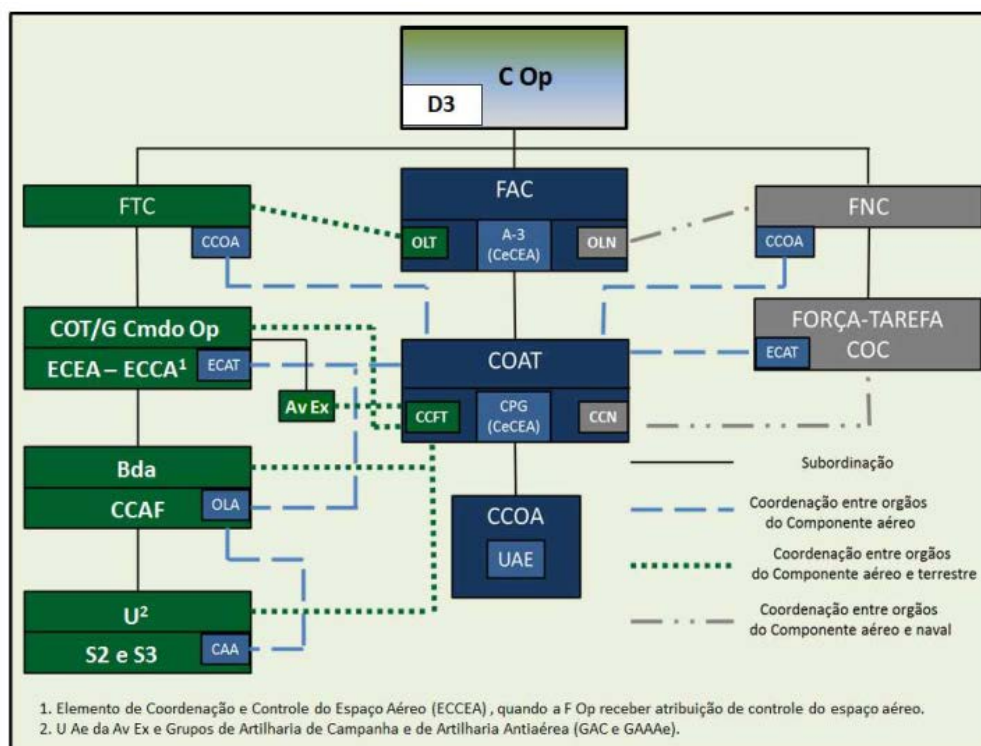 C Op
D3
FTC
CCOA
FAC
OLT
A-3
(CeCEA)
OLN
FNC
CCOA
COT/G Cmdo Op
ECEA – ECCA¹
ECAT
Av Ex
COAT
CCFT
CPG
(CeCEA)
CCN
FORÇA-TAREFA
COC
ECAT
Bda
CCAF
OLA
CCOA
UAE
U²
S2 e S3
CAA
Subordinação
Coordenação entre orgãos
do Componente aéreo
Coordenação entre orgãos
do Componente aéreo e terrestre
Coordenação entre orgãos
do Componente aéreo e naval
1. Elemento de Coordenação e Controle do Espaço Aéreo (ECCEA) , quando a F Op receber atribuição de controle do espaço aéreo.
2. U Ae da Av Ex e Grupos de Artilharia de Campanha e de Artilharia Antiaérea (GAC e GAAAe).